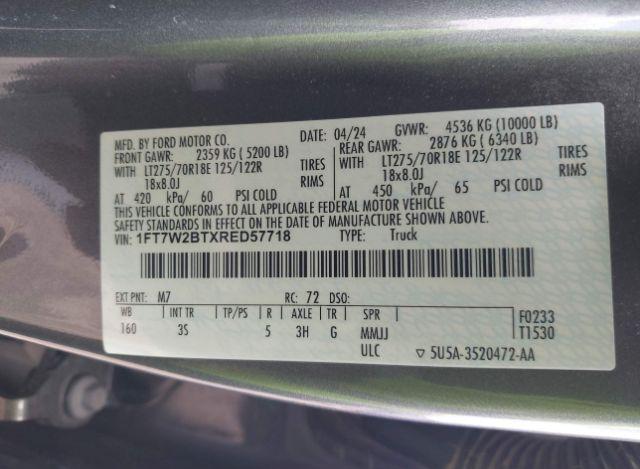 MFD. BY FORD MOTOR CO. DATE: 04/24 GVWR: 4536 KG (10000 LB)
FRONT GAWR: 2359 KG ( 5200 LB) REAR GAWR: 2876 KG ( 6340 LB)
WITH LT275/70R18E 125/122R TIRES WITH LT275/70R18E 125/122R TIRES
18x8.0J RIMS 18x8.0J RIMS
AT 420 kPa/ 60 PSI COLD AT 450 kPa/ 65 PSI COLD
THIS VEHICLE CONFORMS TO ALL APPLICABLE FEDERAL MOTOR VEHICLE
SAFETY STANDARDS IN EFFECT ON THE DATE OF MANUFACTURE SHOWN ABOVE.
VIN: 1FT7W2BTXRED57718 TYPE: Truck
EXT PNT: M7 RC: 72 DSO:
WB INT TR TP/PS R AXLE TR SPR F0233
160 3S 5 3H G MMJJ T1530
ULC ▽ 5U5A-3520472-AA